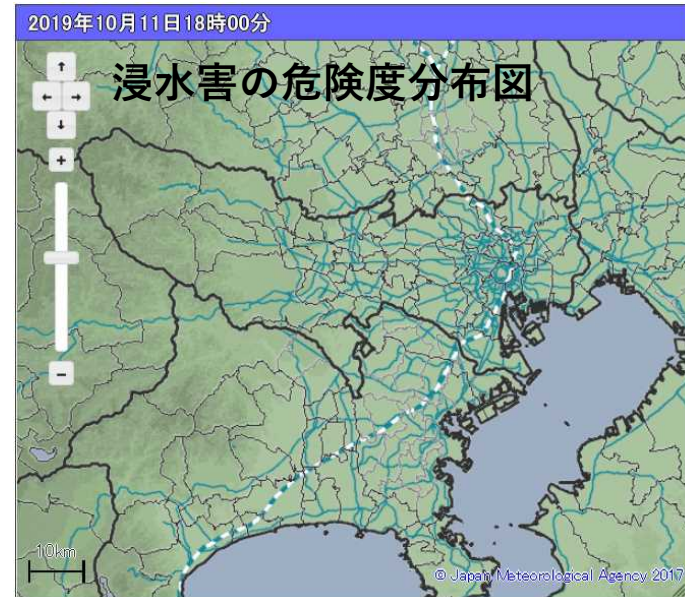 2019年10月11日18時00分
浸水害の危険度分布図
↑
← →
↓
+
−
10km
© Japan Meteorological Agency 2017